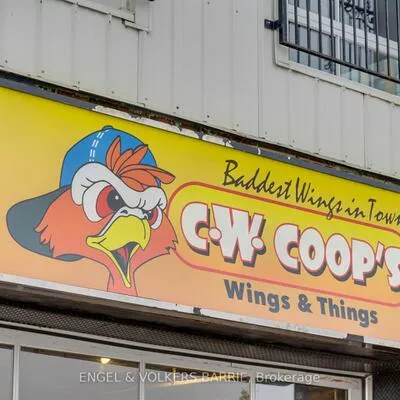 Baddest Wings in Town
C.W. COOP'S
Wings & Things
ENGEL & VOLKERS BARRIE, Brokerage